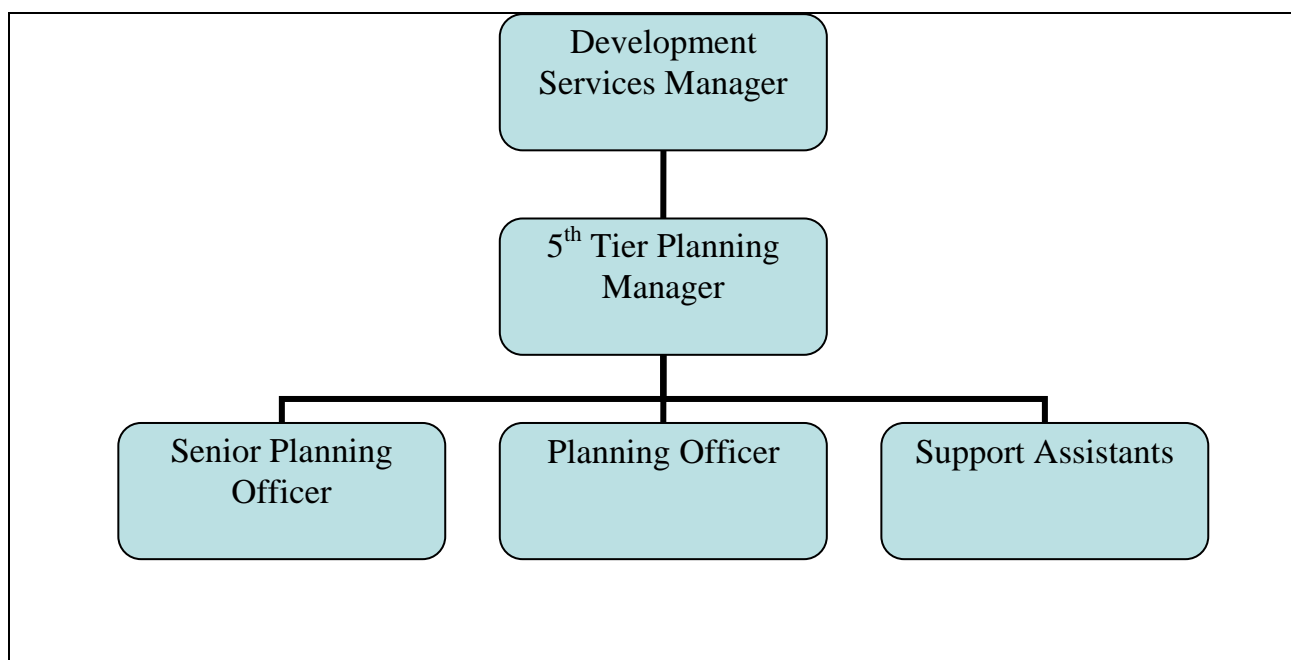 Development
Services Manager
5th Tier Planning
Manager
Senior Planning
Officer
Planning Officer
Support Assistants